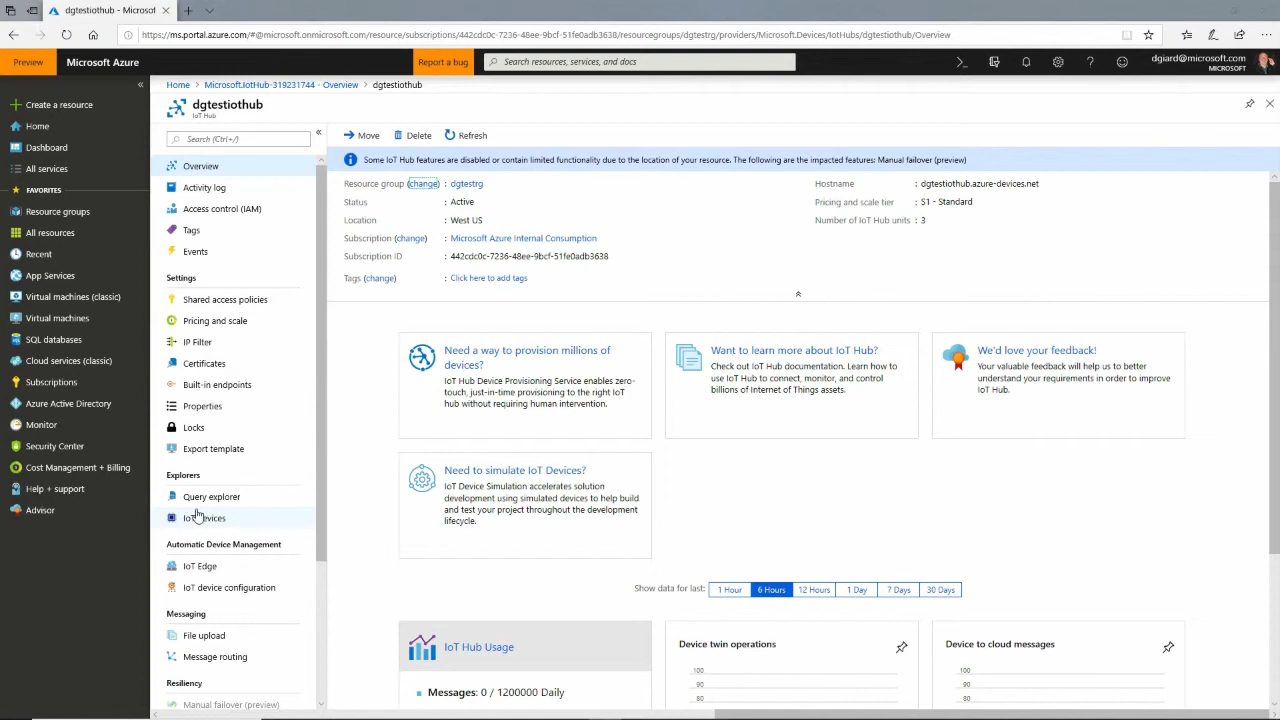 dgtestiothub - Microsof
https://ms.portal.azure.com/#@microsoft.onmicrosoft.com/resource/subscriptions/442cdc0c-7236-48ee-9bcf-51fe0adb3638/resourcegroups/dgtestrg/providers/Microsoft.Devices/IotHubs/dgtestiothub/Overview
Preview
Microsoft Azure
Report a bug
Search resources, services, and docs
dgiard@microsoft.com
MICROSOFT
Create a resource
Home
Dashboard
All services
FAVORITES
Resource groups
All resources
Recent
App Services
Virtual machines (classic)
Virtual machines
SQL databases
Cloud services (classic)
Subscriptions
Azure Active Directory
Monitor
Security Center
Cost Management + Billing
Help + support
Advisor
Home > Microsoft.IotHub-319231744 - Overview > dgtestiothub
dgtestiothub
IoT Hub
Search (Ctrl+/)
Overview
Activity log
Access control (IAM)
Tags
Events
Settings
Shared access policies
Pricing and scale
IP Filter
Certificates
Built-in endpoints
Properties
Locks
Export template
Explorers
Query explorer
IoT Devices
Automatic Device Management
IoT Edge
IoT device configuration
Messaging
File upload
Message routing
Resiliency
Manual failover (preview)
Move Delete Refresh
Some IoT Hub features are disabled or contain limited functionality due to the location of your resource. The following are the impacted features: Manual failover (preview)
Resource group (change) : dgtestrg
Status : Active
Location : West US
Subscription (change) : Microsoft Azure Internal Consumption
Subscription ID : 442cdc0c-7236-48ee-9bcf-51fe0adb3638
Tags (change) : Click here to add tags
Hostname : dgtestiothub.azure-devices.net
Pricing and scale tier : S1 - Standard
Number of IoT Hub units : 3
Need a way to provision millions of
devices?
IoT Hub Device Provisioning Service enables zero-
touch, just-in-time provisioning to the right IoT
hub without requiring human intervention.
Want to learn more about IoT Hub?
Check out IoT Hub documentation. Learn how to
use IoT Hub to connect, monitor, and control
billions of Internet of Things assets.
We'd love your feedback!
Your valuable feedback will help us to better
understand your requirements in order to improve
IoT Hub.
Need to simulate IoT Devices?
IoT Device Simulation accelerates solution
development using simulated devices to help build
and test your project throughout the development
lifecycle.
Show data for last: 1 Hour 6 Hours 12 Hours 1 Day 7 Days 30 Days
IoT Hub Usage
Messages: 0 / 1200000 Daily
Device twin operations
100
90
80
Device to cloud messages
100
90
80